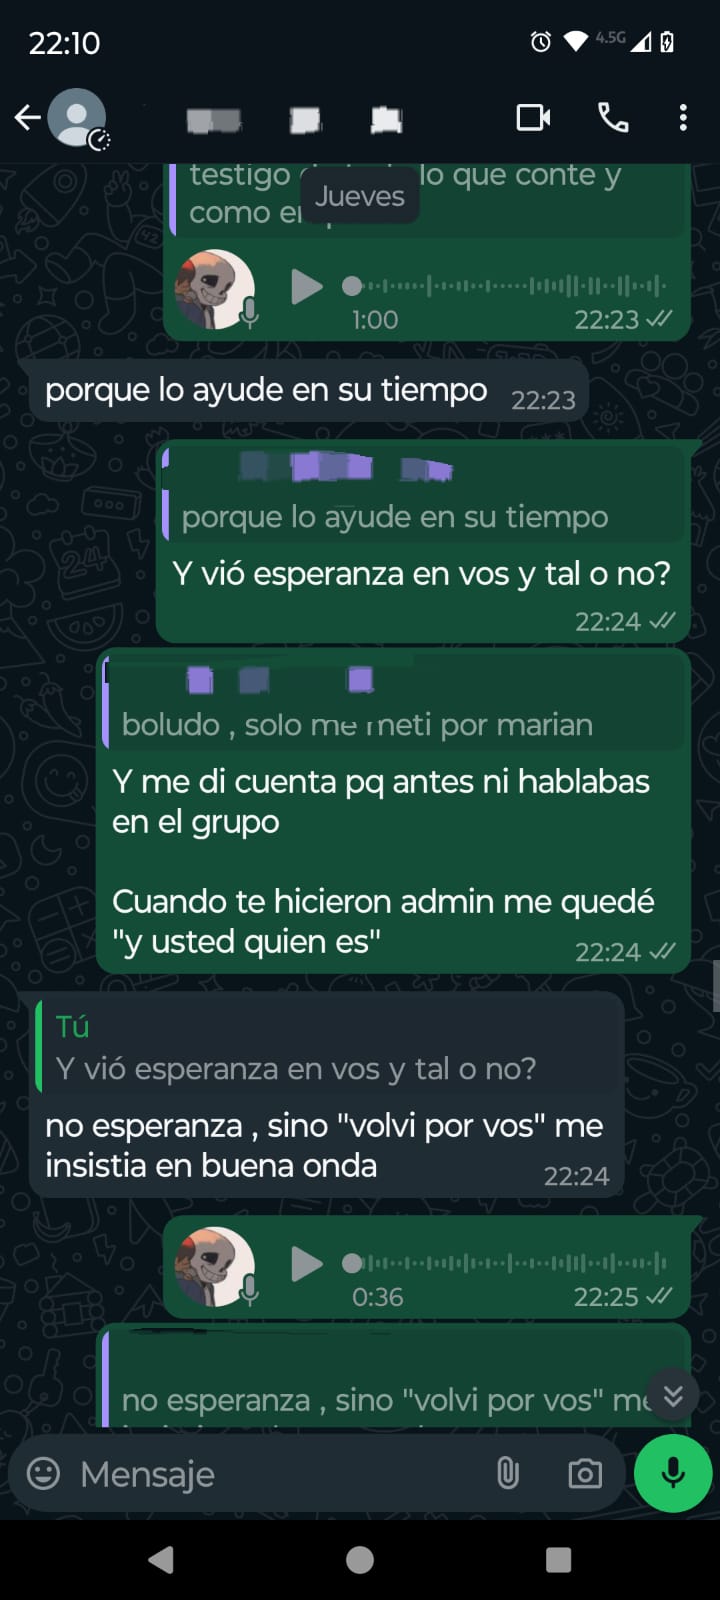 22:10
4.5G
testigo lo que conte y
como
Jueves
1:00
22:23
porque lo ayude en su tiempo
22:23
porque lo ayude en su tiempo
Y vió esperanza en vos y tal o no?
22:24
boludo , solo me meti por marian
Y me di cuenta pq antes ni hablabas
en el grupo
Cuando te hicieron admin me quedé
"y usted quien es"
22:24
Tú
Y vió esperanza en vos y tal o no?
no esperanza , sino "volvi por vos" me
insistia en buena onda
22:24
0:36
22:25
no esperanza , sino "volvi por vos" me
Mensaje